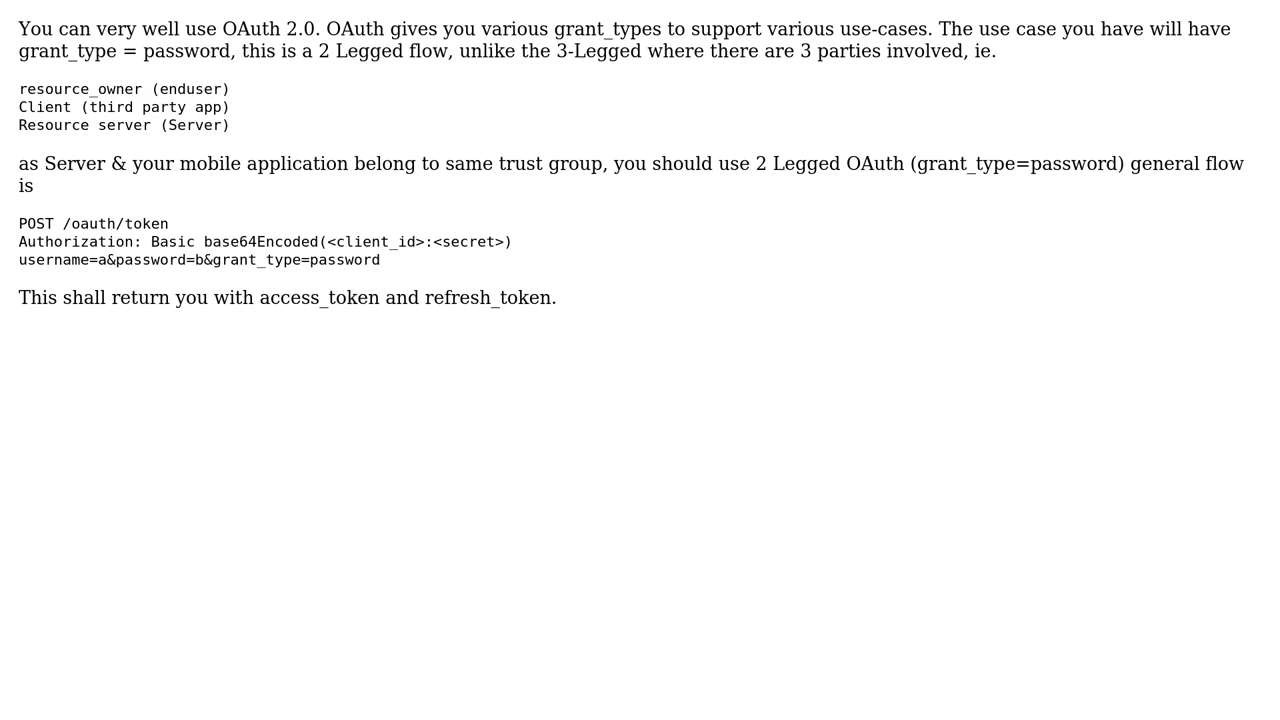 You can very well use OAuth 2.0. OAuth gives you various grant_types to support various use-cases. The use case you have will have
grant_type = password, this is a 2 Legged flow, unlike the 3-Legged where there are 3 parties involved, ie.
resource_owner (enduser)
Client (third party app)
Resource server (Server)
as Server & your mobile application belong to same trust group, you should use 2 Legged OAuth (grant_type=password) general flow
is
POST /oauth/token
Authorization: Basic base64Encoded(<client_id>:<secret>)
username=a&password=b&grant_type=password
This shall return you with access_token and refresh_token.